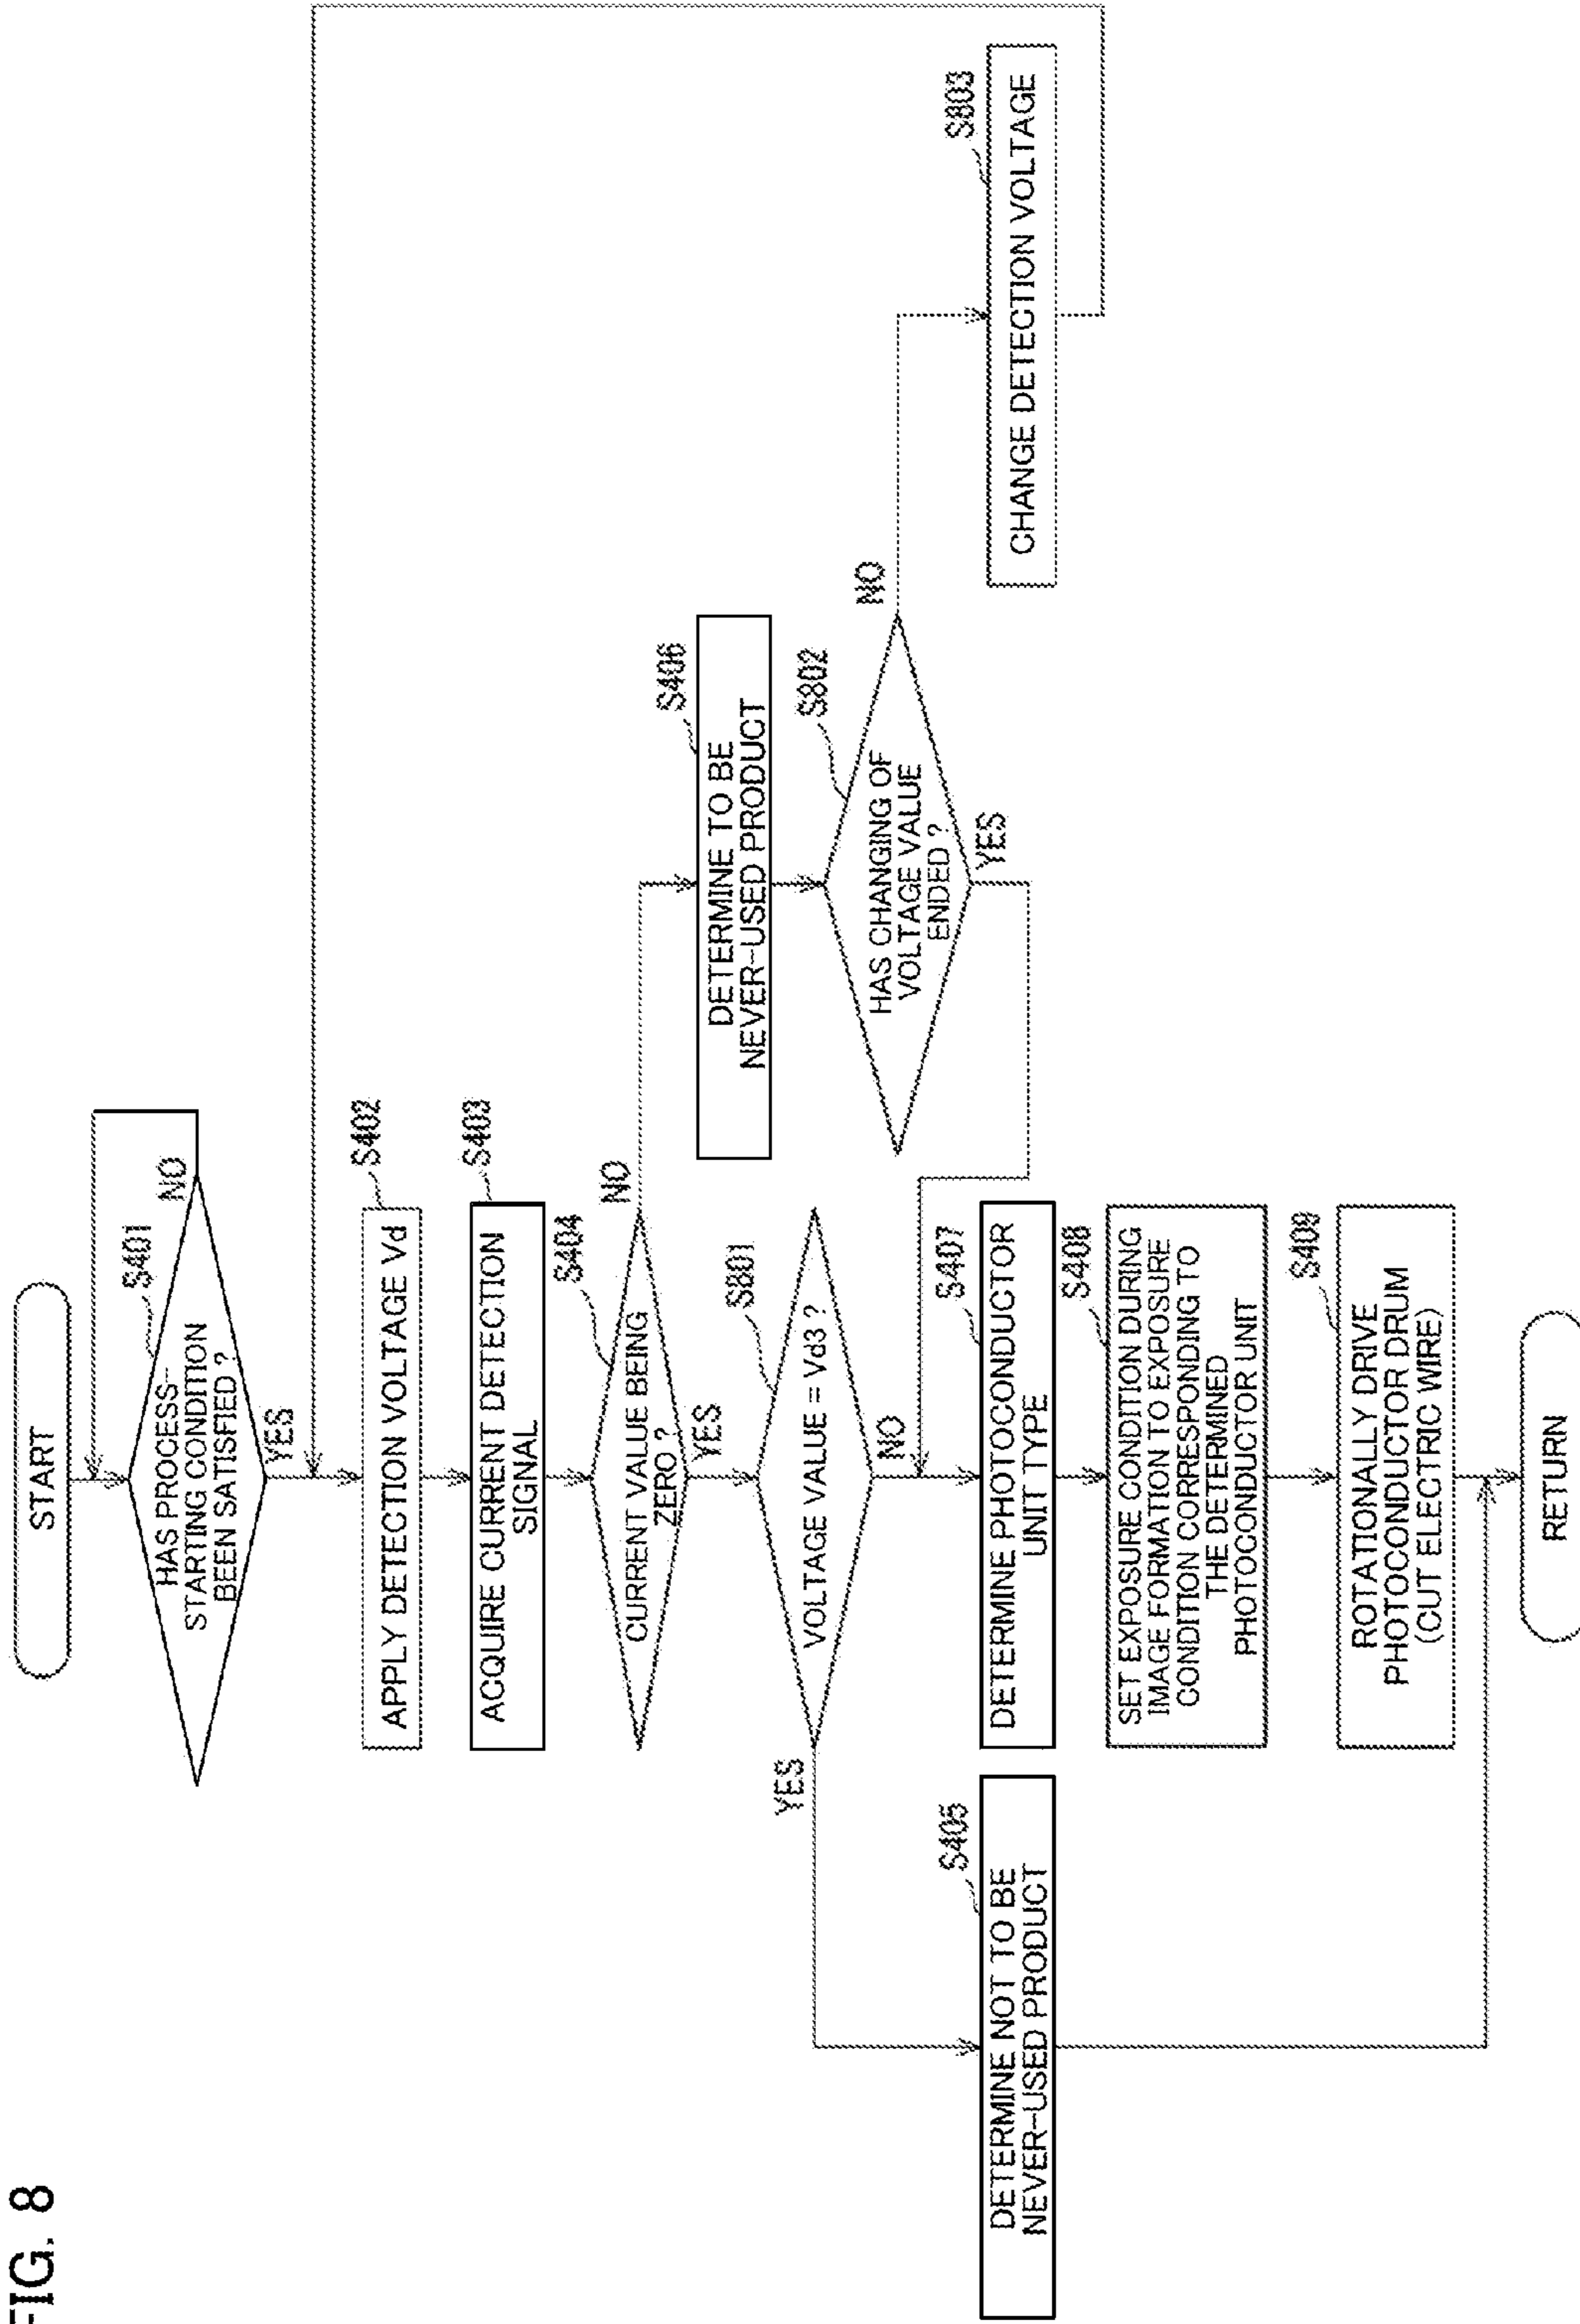 FIG. 8
START
S401
HAS PROCESS-
STARTING CONDITION
BEEN SATISFIED ?
NO
YES
S402
APPLY DETECTION VOLTAGE Vd
S403
ACQUIRE CURRENT DETECTION
SIGNAL
S404
CURRENT VALUE BEING
ZERO ?
NO
YES
S406
DETERMINE TO BE
NEVER-USED PRODUCT
S801
VOLTAGE VALUE = Vd3 ?
YES
NO
S802
HAS CHANGING OF
VOLTAGE VALUE
ENDED ?
NO
YES
S803
CHANGE DETECTION VOLTAGE
S405
DETERMINE NOT TO BE
NEVER-USED PRODUCT
S407
DETERMINE PHOTOCONDUCTOR
UNIT TYPE
S408
SET EXPOSURE CONDITION DURING
IMAGE FORMATION TO EXPOSURE
CONDITION CORRESPONDING TO
THE DETERMINED
PHOTOCONDUCTOR UNIT
S409
ROTATIONALLY DRIVE
PHOTOCONDUCTOR DRUM
(CUT ELECTRIC WIRE)
RETURN